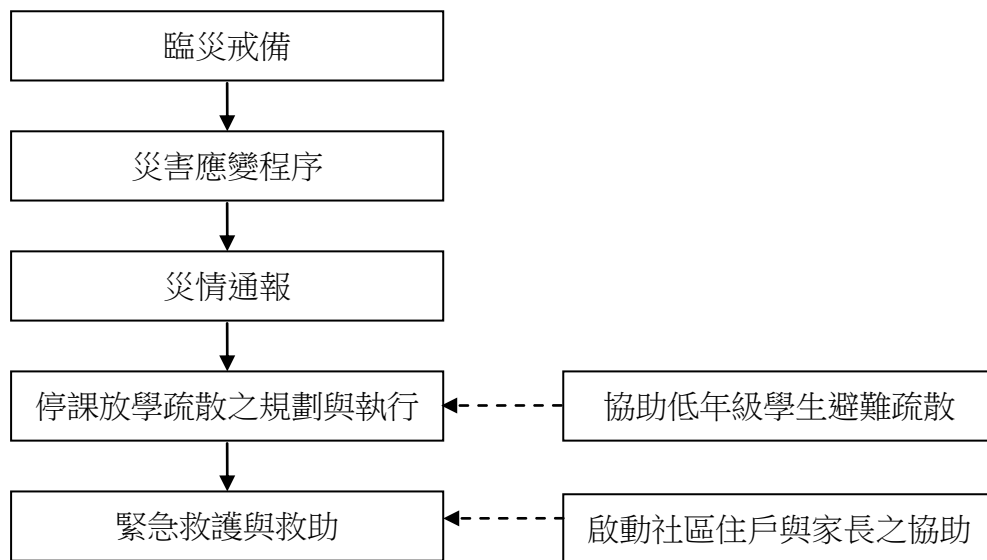 臨災戒備
災害應變程序
災情通報
停課放學疏散之規劃與執行
協助低年級學生避難疏散
緊急救護與救助
啟動社區住戶與家長之協助